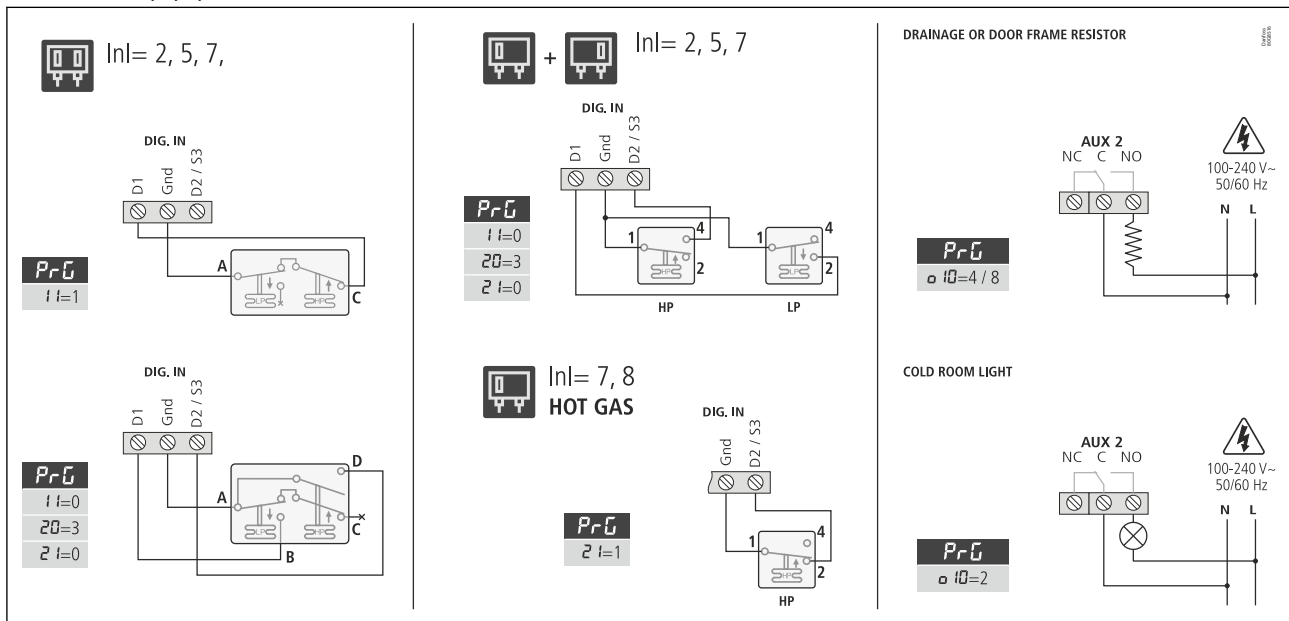 InI= 2, 5, 7,
DIG. IN
D1
Gnd
D2 / S3
A
C
LP
HP
PrG
11=1
DIG. IN
D1
Gnd
D2 / S3
D
A
C
B
LP
HP
PrG
11=0
20=3
21=0
+
InI= 2, 5, 7
DIG. IN
D1
Gnd
D2 / S3
PrG
11=0
20=3
21=0
1
4
2
HP
HP
1
4
2
LP
LP
InI= 7, 8
HOT GAS
DIG. IN
Gnd
D2 / S3
PrG
21=1
1
4
2
HP
HP
DRAINAGE OR DOOR FRAME RESISTOR
Danfoss
AUX 2
NC C NO
100-240 V~
50/60 Hz
N L
PrG
o10=4 / 8
COLD ROOM LIGHT
AUX 2
NC C NO
100-240 V~
50/60 Hz
N L
PrG
o10=2